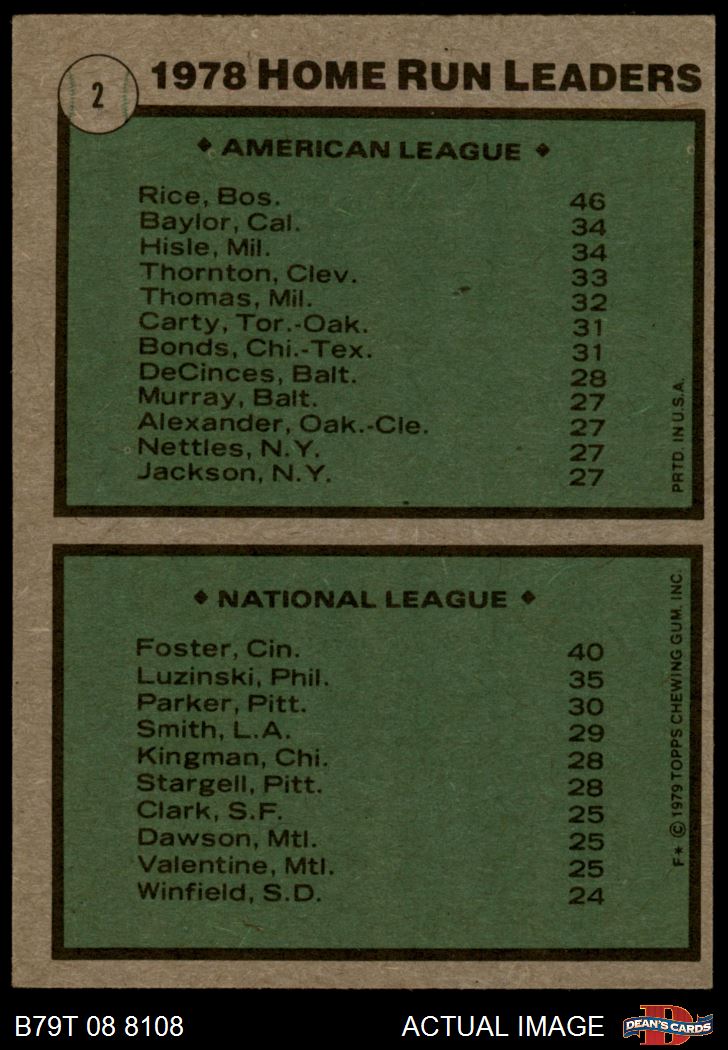 2
1978 HOME RUN LEADERS
◆ AMERICAN LEAGUE ◆
Rice, Bos. 46
Baylor, Cal. 34
Hisle, Mil. 34
Thornton, Clev. 33
Thomas, Mil. 32
Carty, Tor.-Oak. 31
Bonds, Chi.-Tex. 31
DeCinces, Balt. 28
Murray, Balt. 27
Alexander, Oak.-Cle. 27
Nettles, N.Y. 27
Jackson, N.Y. 27
PRTD. IN U.S.A.
◆ NATIONAL LEAGUE ◆
Foster, Cin. 40
Luzinski, Phil. 35
Parker, Pitt. 30
Smith, L.A. 29
Kingman, Chi. 28
Stargell, Pitt. 28
Clark, S.F. 25
Dawson, Mtl. 25
Valentine, Mtl. 25
Winfield, S.D. 24
F* © 1979 TOPPS CHEWING GUM, INC.
B79T 08 8108 ACTUAL IMAGE
D
DEAN'S CARDS